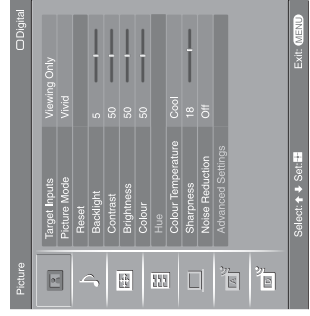 Picture Digital
Target Inputs Viewing Only
Picture Mode Vivid
Reset
Backlight 5
Contrast 50
Brightness 50
Colour 50
Hue
Colour Temperature Cool
Sharpness 18
Noise Reduction Off
Advanced Settings
Select: Set: Exit: MENU